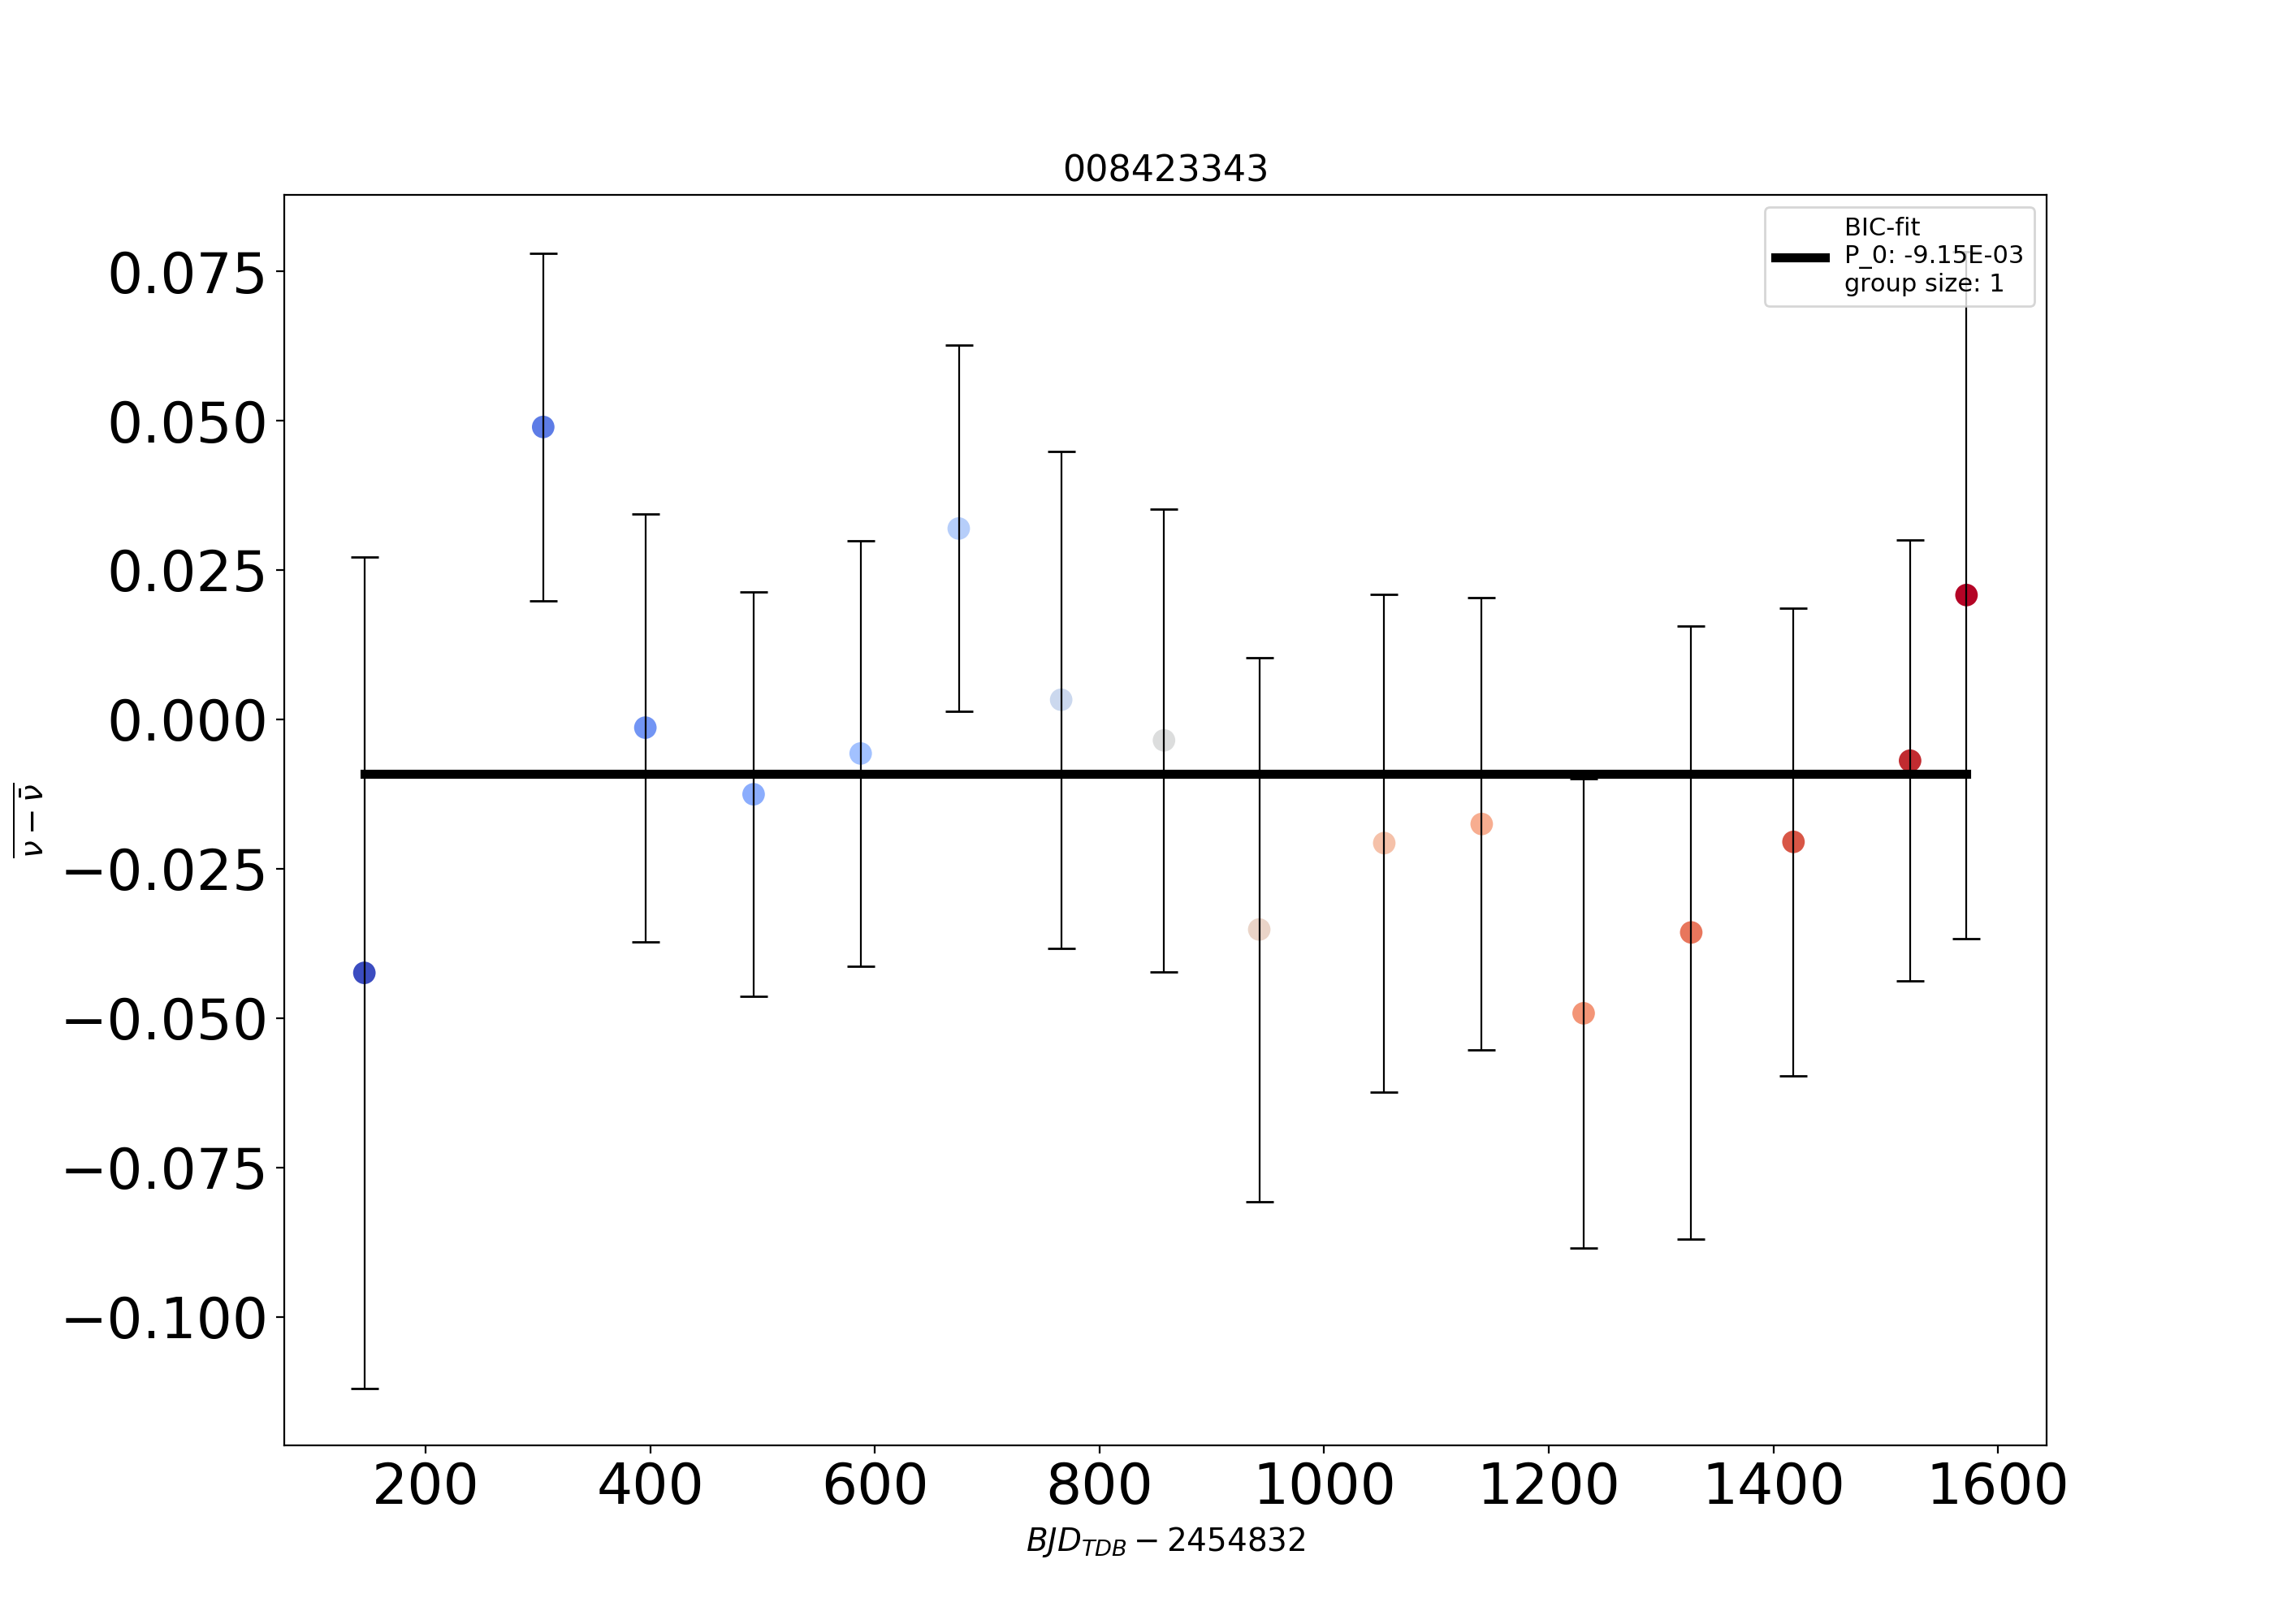 008423343
BIC-fit
P_0: -9.15E-03
group size: 1
0.075
0.050
0.025
0.000
−0.025
−0.050
−0.075
−0.100
ν − ν̄
200 400 600 800 1000 1200 1400 1600
BJD_TDB − 2454832